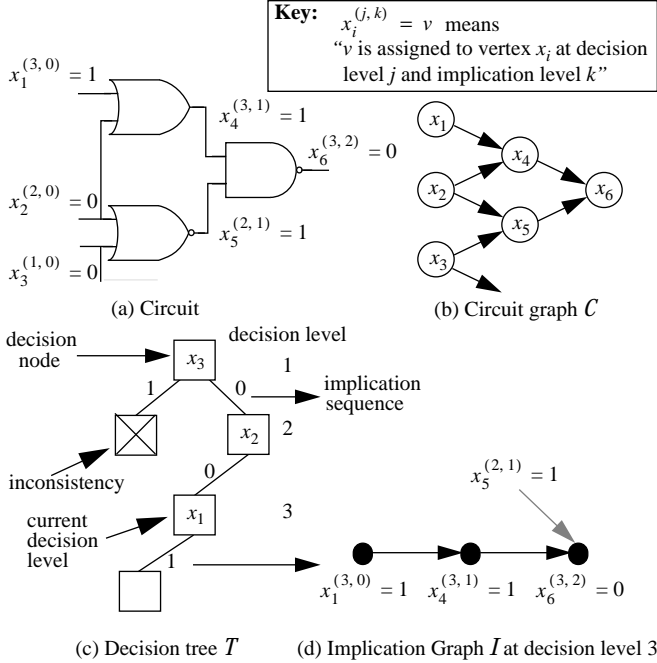 Key: x_i^(j, k) = v means
“v is assigned to vertex x_i at decision
level j and implication level k”
x_1^(3, 0) = 1
x_4^(3, 1) = 1
x_6^(3, 2) = 0
x_2^(2, 0) = 0
x_5^(2, 1) = 1
x_3^(1, 0) = 0
(a) Circuit
x_1
x_4
x_2
x_6
x_5
x_3
(b) Circuit graph C
decision
node
decision level
x_3
1
1
0
implication
sequence
x_2
2
inconsistency
0
current
decision
level
x_1
3
1
x_5^(2, 1) = 1
x_1^(3, 0) = 1 x_4^(3, 1) = 1 x_6^(3, 2) = 0
(c) Decision tree T
(d) Implication Graph I at decision level 3